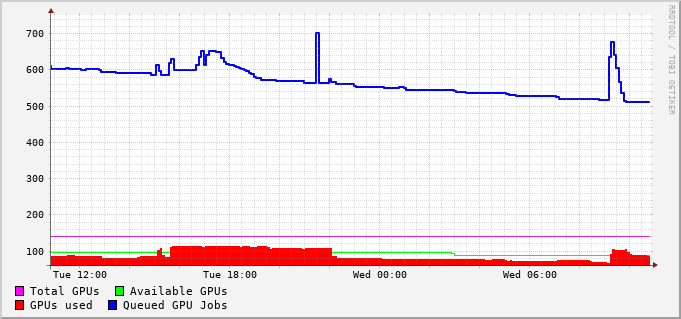 700
600
500
400
300
200
100
Tue 12:00 Tue 18:00 Wed 00:00 Wed 06:00
Total GPUs Available GPUs
GPUs used Queued GPU Jobs
RRDTOOL / TOBI OETIKER